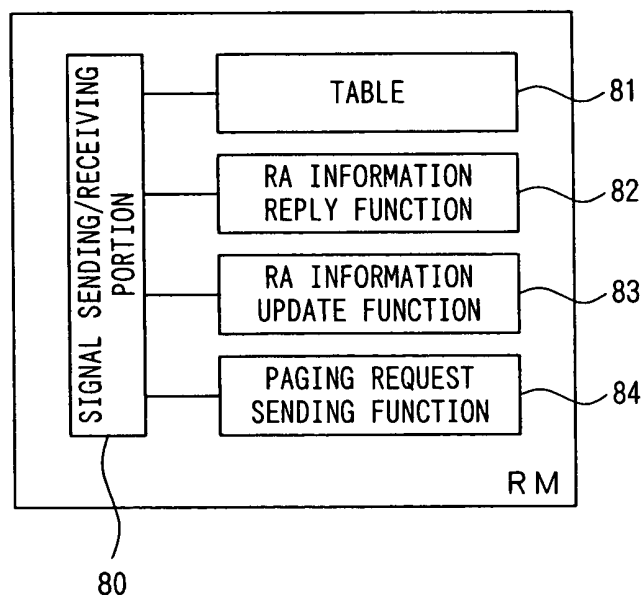 SIGNAL SENDING/RECEIVING
PORTION
TABLE
81
RA INFORMATION
REPLY FUNCTION
82
RA INFORMATION
UPDATE FUNCTION
83
PAGING REQUEST
SENDING FUNCTION
84
RM
80